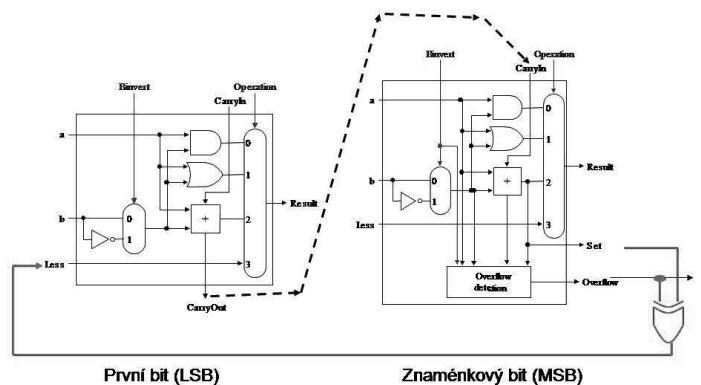 Binvert
Operation
CarryIn
a
0
1
Result
b
0
1
+
2
Less
3
CarryOut
První bit (LSB)
Binvert
Operation
CarryIn
a
0
1
Result
b
0
1
+
2
Less
3
Set
Overflow
detection
Overflow
Znaménkový bit (MSB)